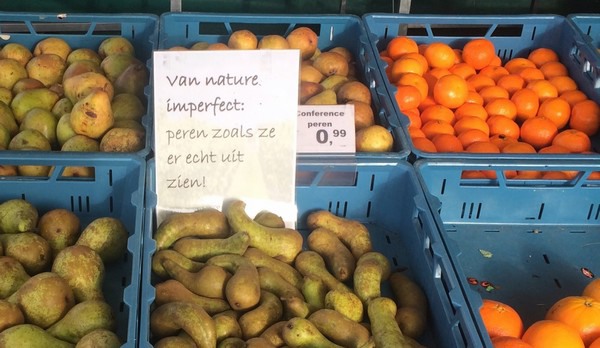 Van nature
imperfect:
peren zoals ze
er echt uit
zien!
Conference
peren
0,99